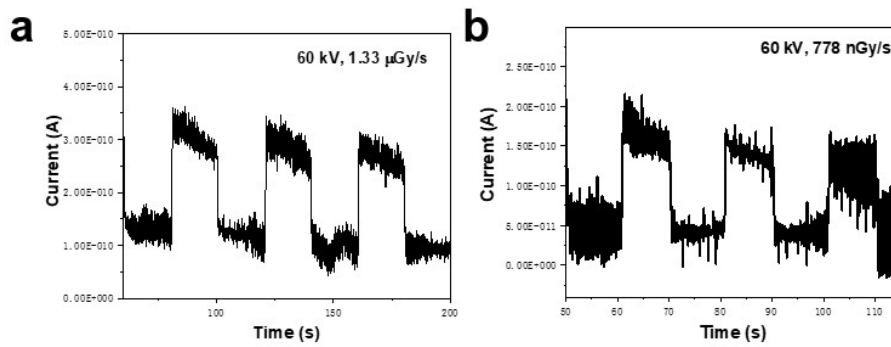 a
60 kV, 1.33 μGy/s
5.00E-010
4.00E-010
3.00E-010
2.00E-010
1.00E-010
0.00E+000
Current (A)
100
150
200
Time (s)
b
60 kV, 778 nGy/s
2.50E-010
2.00E-010
1.50E-010
1.00E-010
5.00E-011
0.00E+000
Current (A)
50
60
70
80
90
100
110
Time (s)